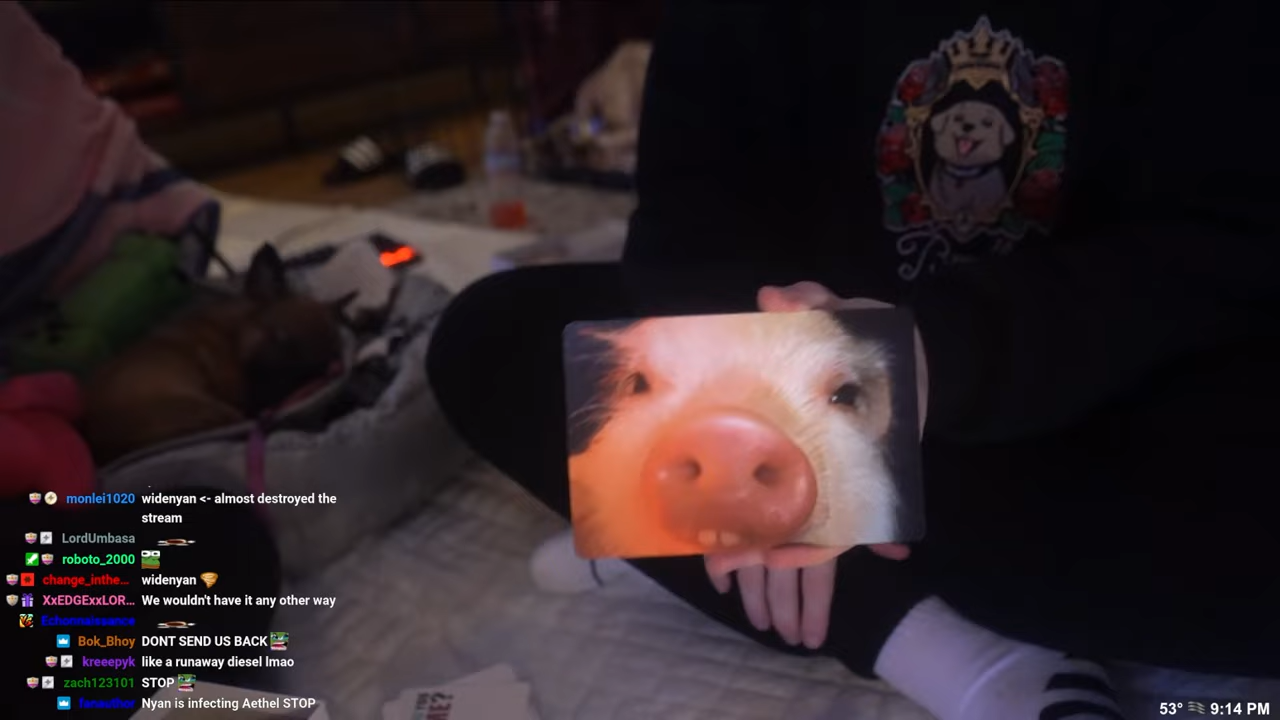 monlei1020 widenyan <- almost destroyed the
stream
LordUmbasa
roboto_2000
change_inthe... widenyan
XxEDGExxLOR... We wouldn't have it any other way
Echonnaissance
Bok_Bhoy DONT SEND US BACK
kreeepyk like a runaway diesel lmao
zach123101 STOP
fanauthor Nyan is infecting Aethel STOP
53° 9:14 PM